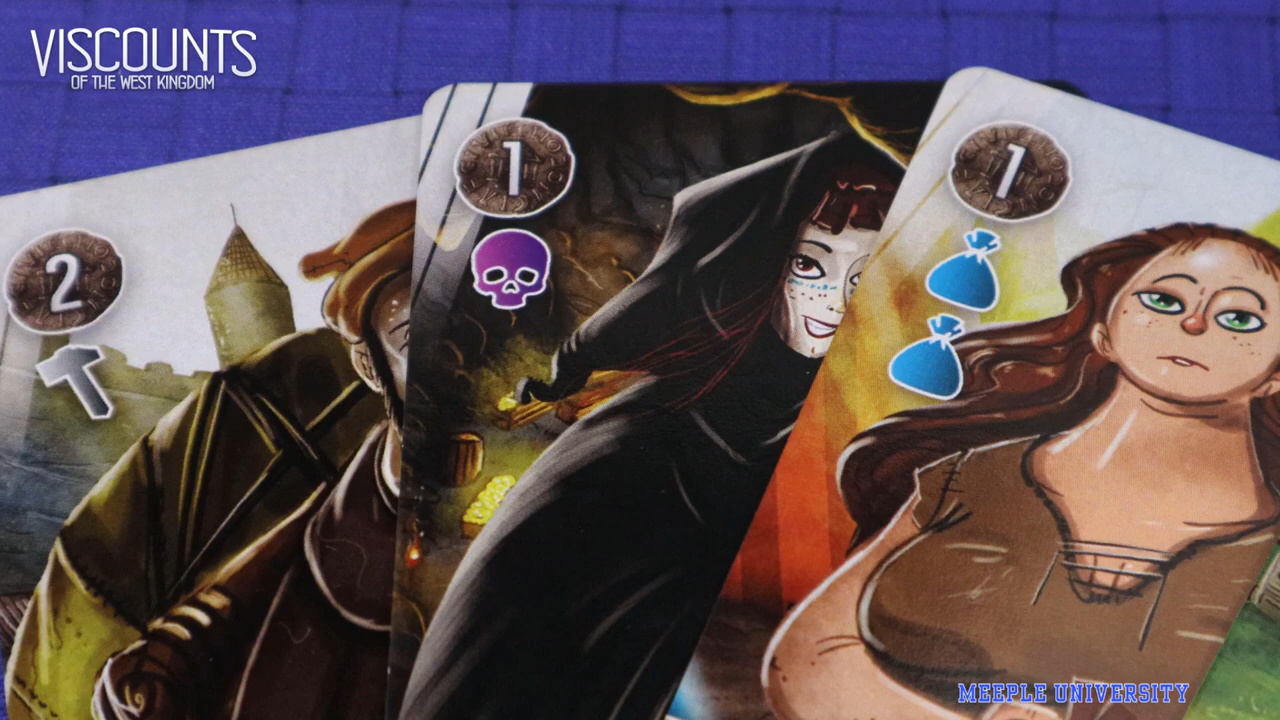 VISCOUNTS
OF THE WEST KINGDOM
1
1
2
MEEPLE UNIVERSITY